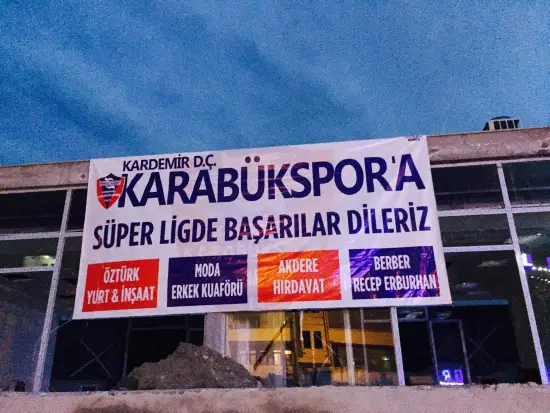 KARDEMİR D.Ç.
KARABÜKSPOR'A
SÜPER LİGDE BAŞARILAR DİLERİZ
ÖZTÜRK
YURT & İNŞAAT
MODA
ERKEK KUAFÖRÜ
AKDERE
HIRDAVAT
BERBER
RECEP ERBURHAN